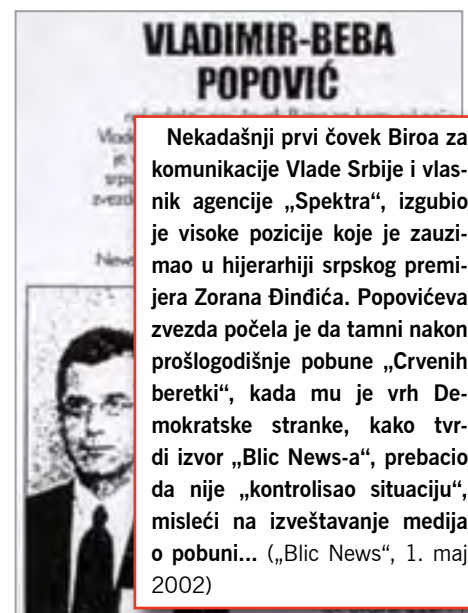 VLADIMIR-BEBA
POPOVIĆ
Nekadašnji prvi čovek Biroa za
komunikacije Vlade Srbije i vlas-
nik agencije „Spektra“, izgubio
je visoke pozicije koje je zauzi-
mao u hijerarhiji srpskog premi-
jera Zorana Đinđića. Popovićeva
zvezda počela je da tamni nakon
prošlogodišnje pobune „Crvenih
beretki“, kada mu je vrh De-
mokratske stranke, kako tvr-
di izvor „Blic News-a“, prebacio
da nije „kontrolisao situaciju“,
misleći na izveštavanje medija
o pobuni... („Blic News“, 1. maj
2002)